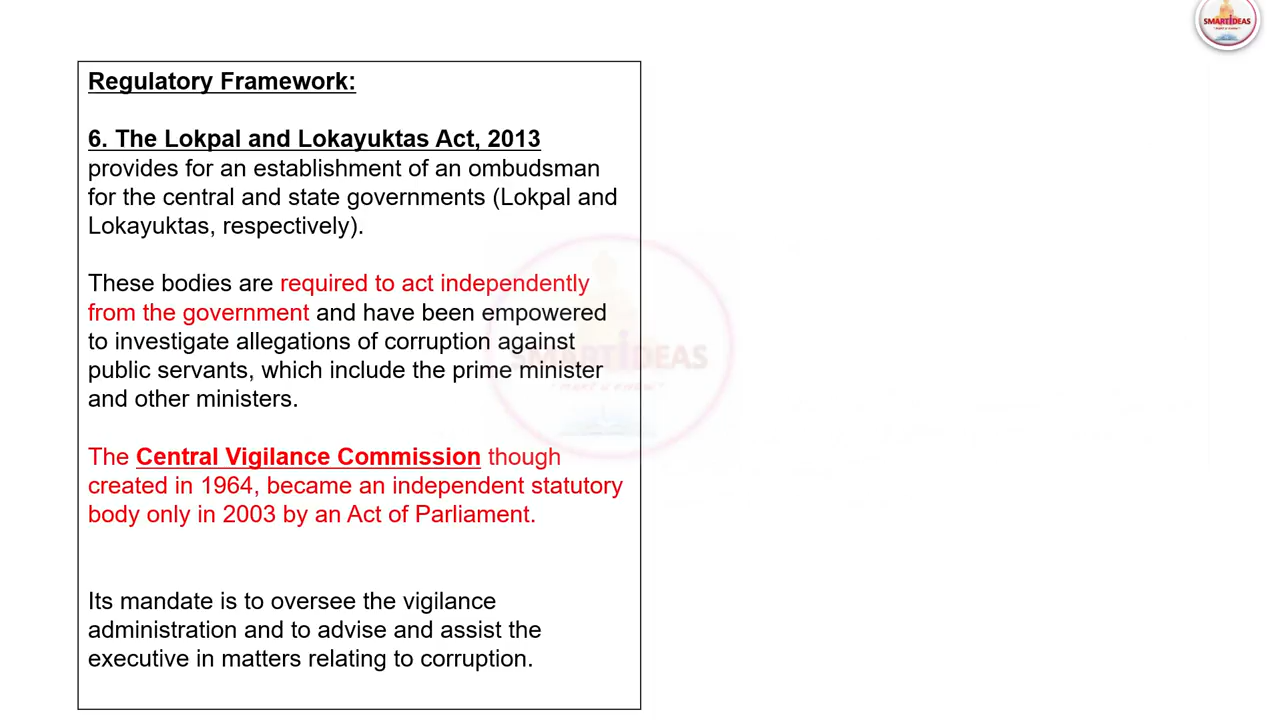 SMARTIDEAS
Regulatory Framework:
6. The Lokpal and Lokayuktas Act, 2013
provides for an establishment of an ombudsman
for the central and state governments (Lokpal and
Lokayuktas, respectively).
These bodies are required to act independently
from the government and have been empowered
to investigate allegations of corruption against
public servants, which include the prime minister
and other ministers.
SMARTIDEAS
The Central Vigilance Commission though
created in 1964, became an independent statutory
body only in 2003 by an Act of Parliament.
Its mandate is to oversee the vigilance
administration and to advise and assist the
executive in matters relating to corruption.